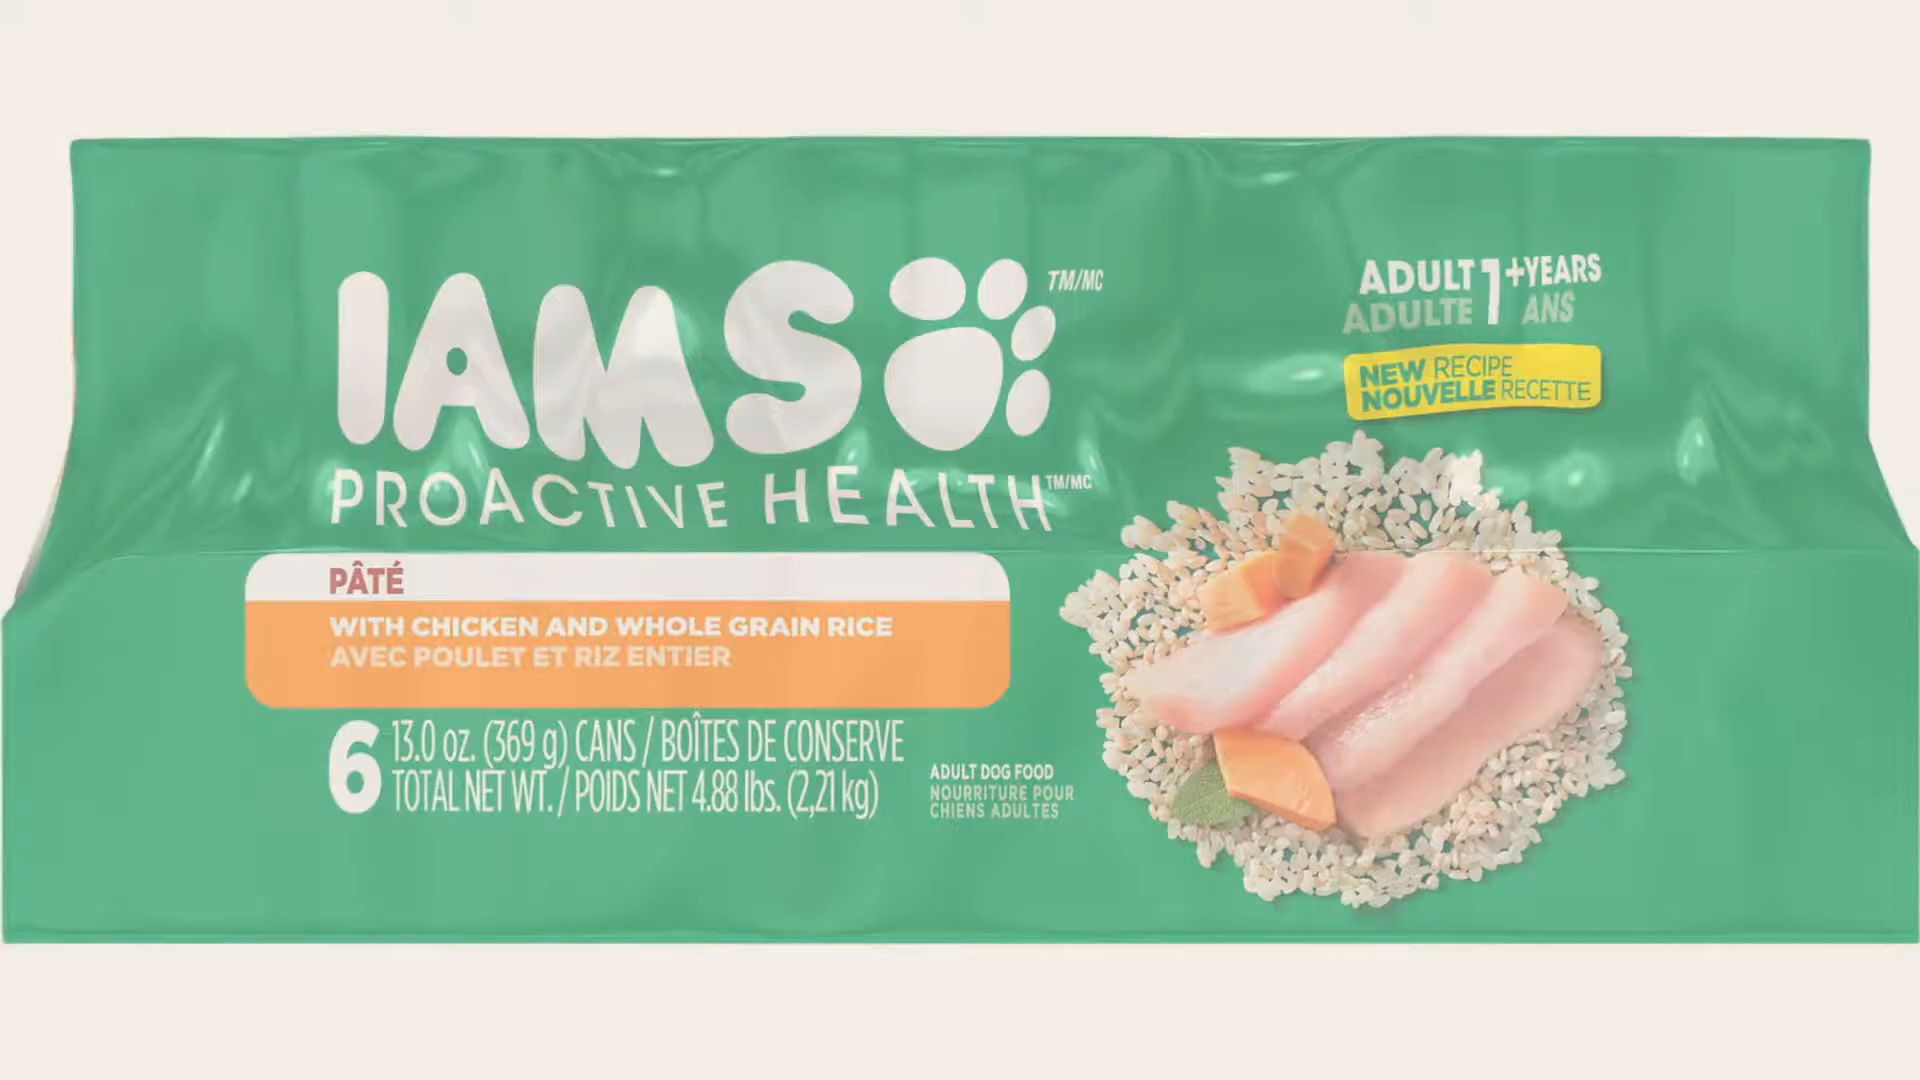 IAMS TM/MC
PROACTIVE HEALTH TM/MC
PÂTÉ
WITH CHICKEN AND WHOLE GRAIN RICE
AVEC POULET ET RIZ ENTIER
6 13.0 oz. (369 g) CANS / BOÎTES DE CONSERVE
TOTAL NET WT. / POIDS NET 4.88 lbs. (2,21 kg)
ADULT DOG FOOD
NOURRITURE POUR
CHIENS ADULTES
ADULT 1+ YEARS
ADULTE ANS
NEW RECIPE
NOUVELLE RECETTE